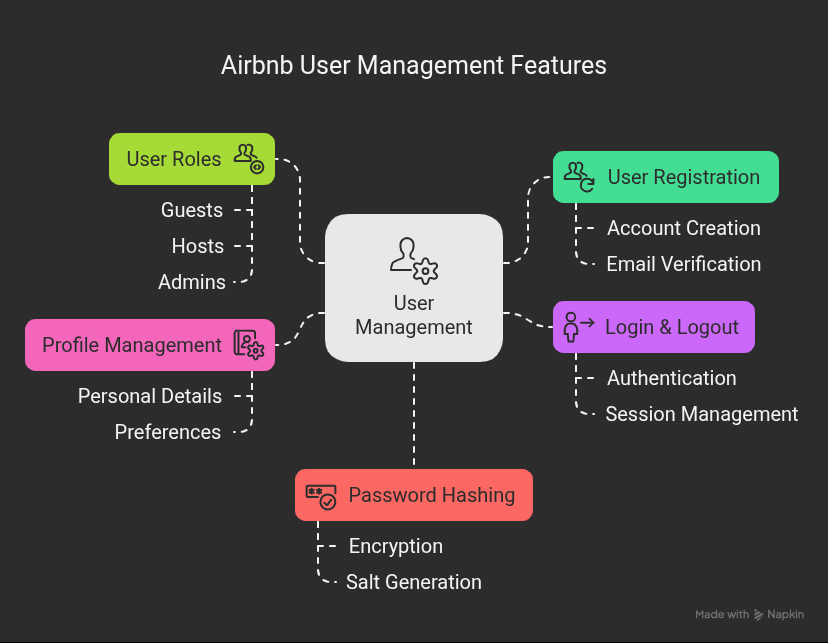 Airbnb User Management Features
User Roles
Guests
Hosts
Admins
Profile Management
Personal Details
Preferences
User
Management
User Registration
Account Creation
Email Verification
Login & Logout
Authentication
Session Management
**
Password Hashing
Encryption
Salt Generation
Made with Napkin